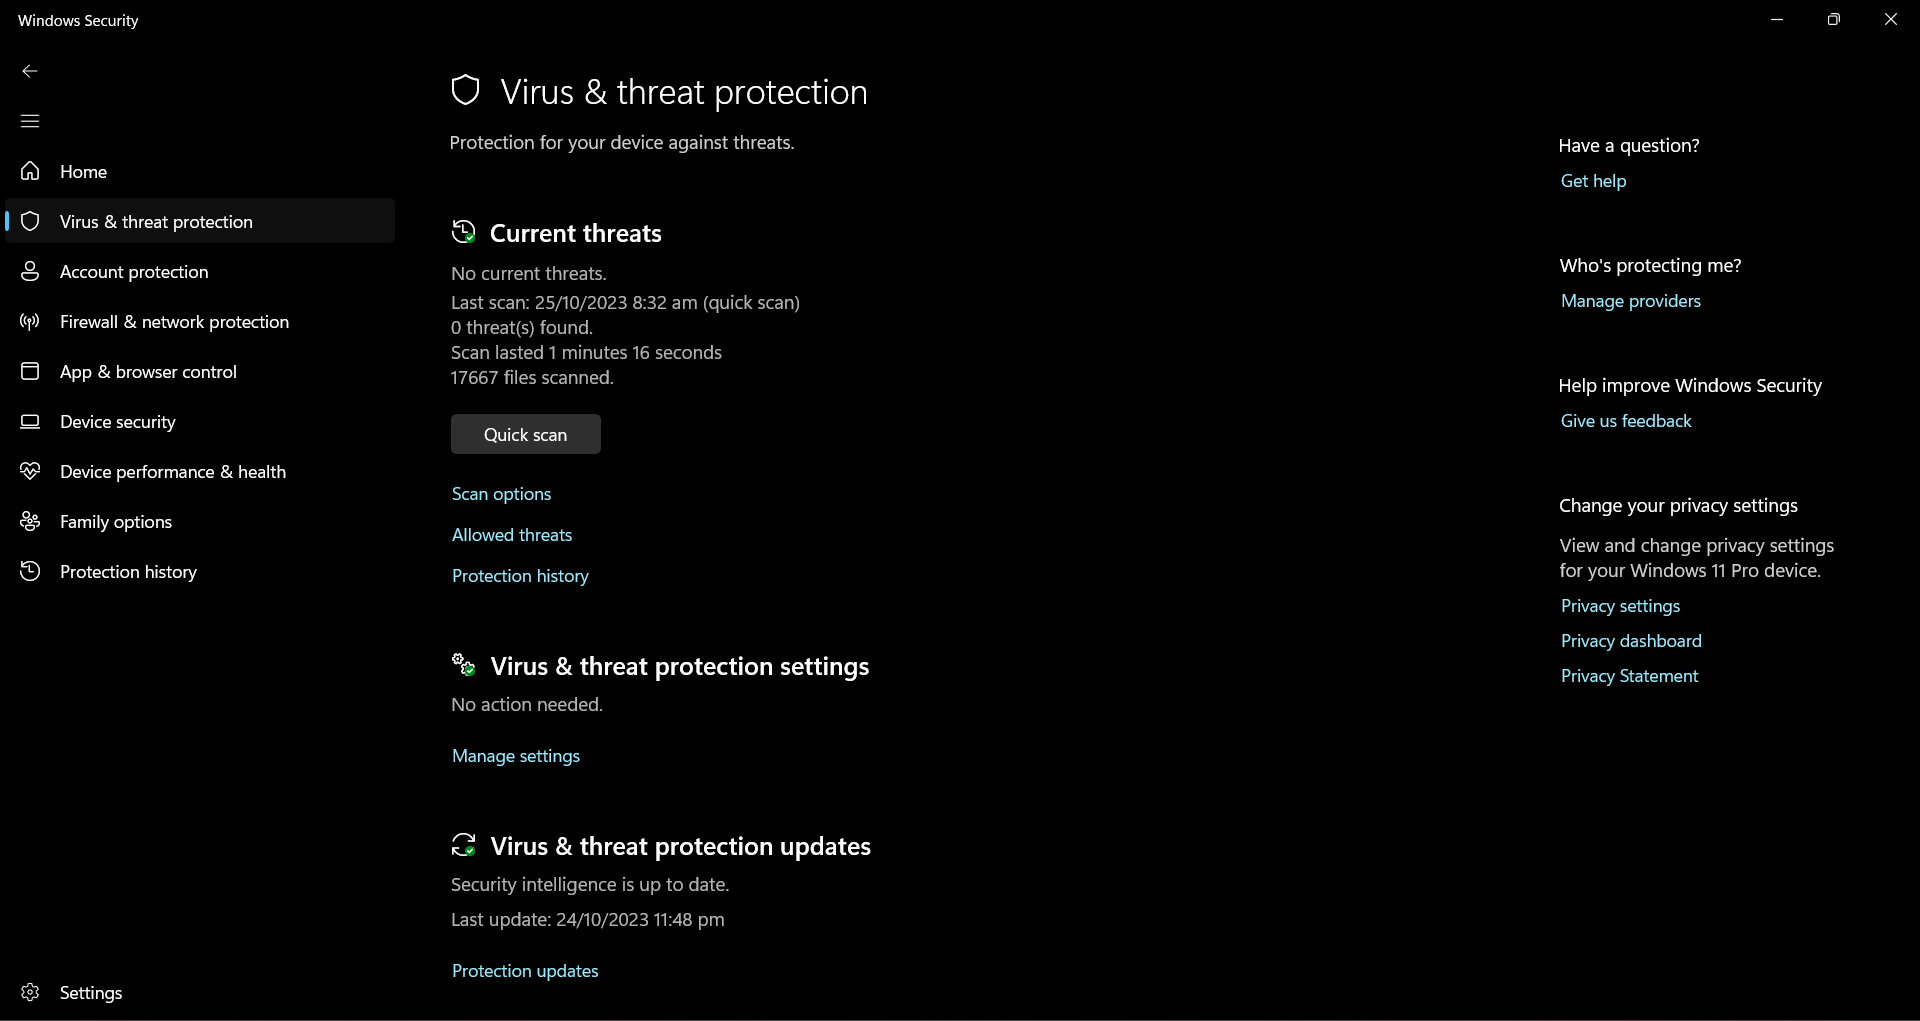 Windows Security
Home
Virus & threat protection
Account protection
Firewall & network protection
App & browser control
Device security
Device performance & health
Family options
Protection history
Settings
Virus & threat protection
Protection for your device against threats.
Current threats
No current threats.
Last scan: 25/10/2023 8:32 am (quick scan)
0 threat(s) found.
Scan lasted 1 minutes 16 seconds
17667 files scanned.
Quick scan
Scan options
Allowed threats
Protection history
Virus & threat protection settings
No action needed.
Manage settings
Virus & threat protection updates
Security intelligence is up to date.
Last update: 24/10/2023 11:48 pm
Protection updates
Have a question?
Get help
Who's protecting me?
Manage providers
Help improve Windows Security
Give us feedback
Change your privacy settings
View and change privacy settings
for your Windows 11 Pro device.
Privacy settings
Privacy dashboard
Privacy Statement